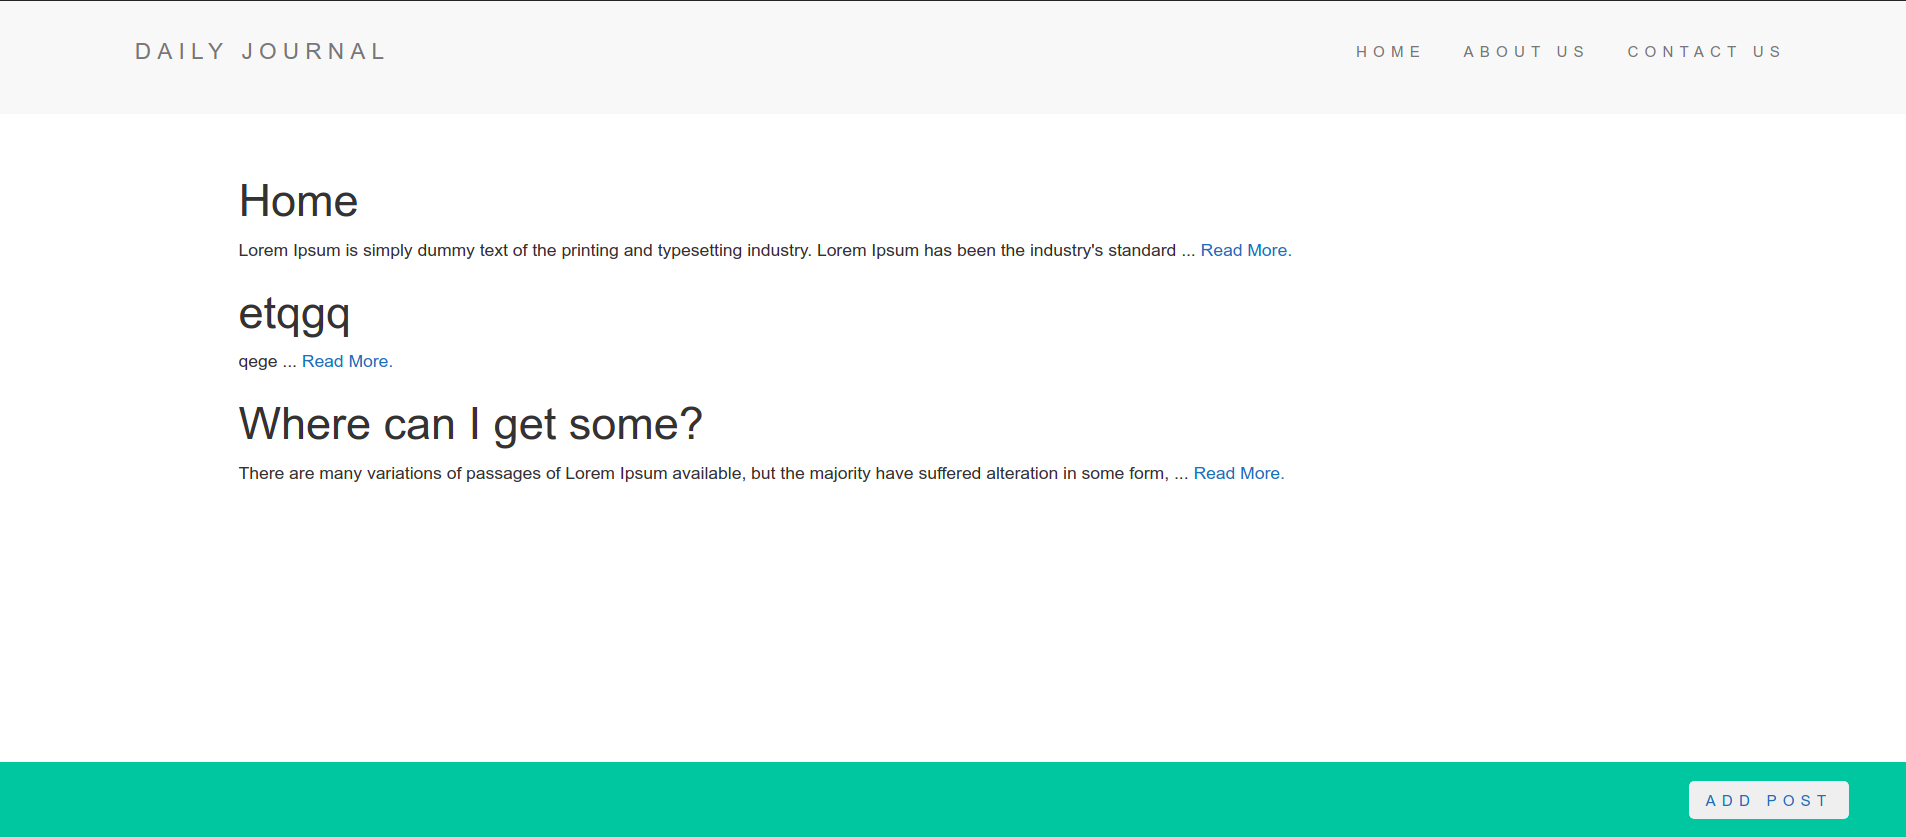 DAILY JOURNAL
HOME ABOUT US CONTACT US
Home
Lorem Ipsum is simply dummy text of the printing and typesetting industry. Lorem Ipsum has been the industry's standard ... Read More.
etqgq
qege ... Read More.
Where can I get some?
There are many variations of passages of Lorem Ipsum available, but the majority have suffered alteration in some form, ... Read More.
ADD POST